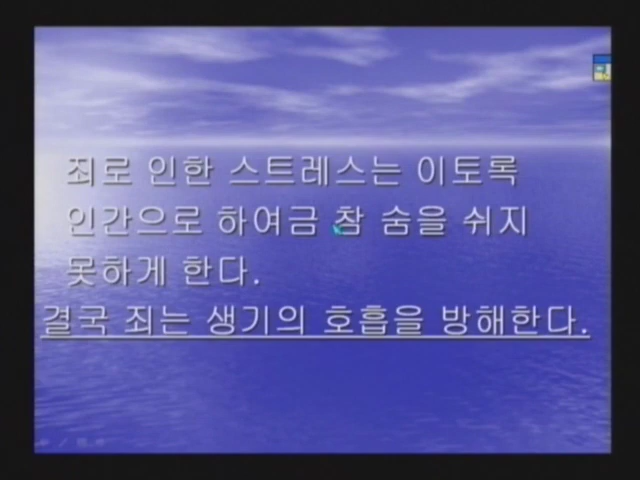 죄로 인한 스트레스는 이토록
인간으로 하여금 참 숨을 쉬지
못하게 한다.
결국 죄는 생기의 호흡을 방해한다.